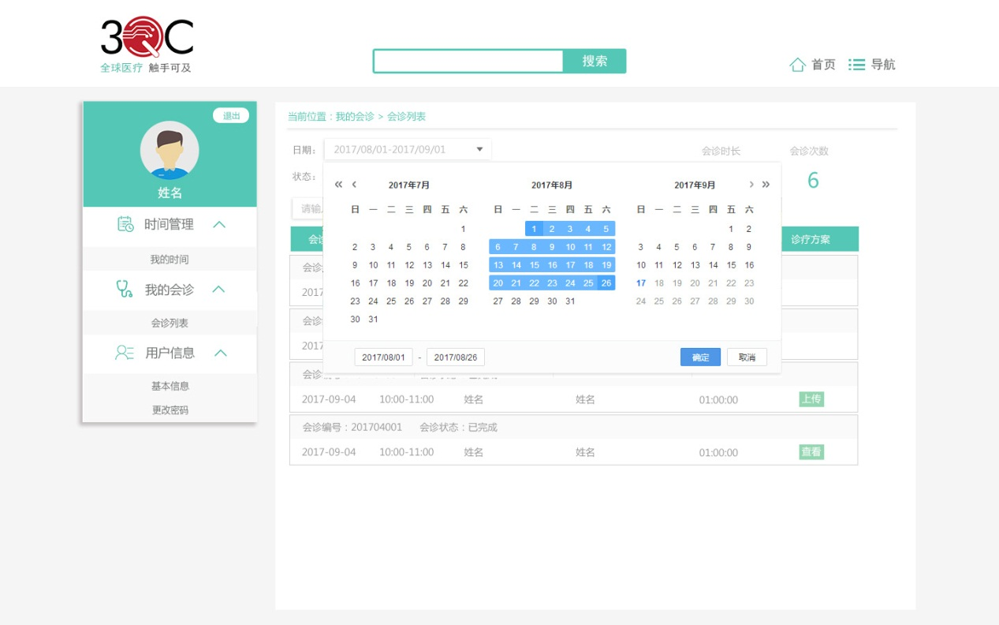 3QC
全球医疗 触手可及
搜索
首页 导航
退出
姓名
时间管理
我的时间
我的会诊
会诊列表
用户信息
基本信息
更改密码
当前位置：我的会诊 > 会诊列表
日期： 2017/08/01-2017/09/01 会诊时长 会诊次数
状态： 6
请输
« ‹ 2017年7月 2017年8月 2017年9月 › »
日 一 二 三 四 五 六 日 一 二 三 四 五 六 日 一 二 三 四 五 六
1 1 2 3 4 5 1 2
2 3 4 5 6 7 8 6 7 8 9 10 11 12 3 4 5 6 7 8 9
9 10 11 12 13 14 15 13 14 15 16 17 18 19 10 11 12 13 14 15 16
16 17 18 19 20 21 22 20 21 22 23 24 25 26 17 18 19 20 21 22 23
23 24 25 26 27 28 29 27 28 29 30 31 24 25 26 27 28 29 30
30 31
2017/08/01 - 2017/08/26 确定 取消
会诊 诊疗方案
会诊
2017
会诊
2017
会诊
2017-09-04 10:00-11:00 姓名 姓名 01:00:00 上传
会诊编号：201704001 会诊状态：已完成
2017-09-04 10:00-11:00 姓名 姓名 01:00:00 查看